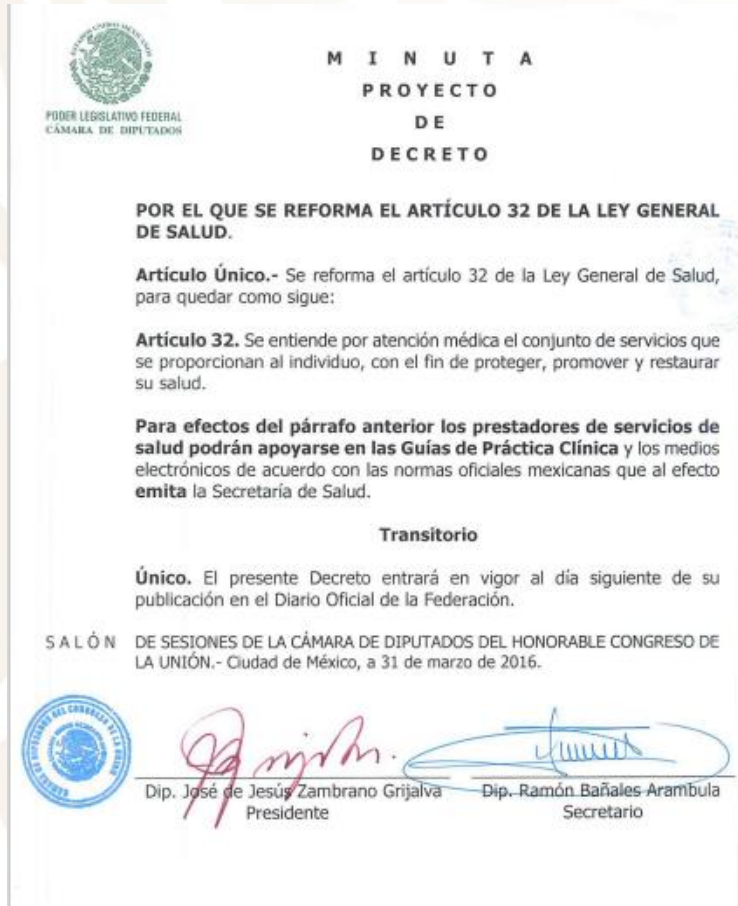 ESTADOS UNIDOS MEXICANOS
PODER LEGISLATIVO FEDERAL
CÁMARA DE DIPUTADOS
M I N U T A
PROYECTO
DE
DECRETO
POR EL QUE SE REFORMA EL ARTÍCULO 32 DE LA LEY GENERAL
DE SALUD.
Artículo Único.- Se reforma el artículo 32 de la Ley General de Salud,
para quedar como sigue:
Artículo 32. Se entiende por atención médica el conjunto de servicios que
se proporcionan al individuo, con el fin de proteger, promover y restaurar
su salud.
Para efectos del párrafo anterior los prestadores de servicios de
salud podrán apoyarse en las Guías de Práctica Clínica y los medios
electrónicos de acuerdo con las normas oficiales mexicanas que al efecto
emita la Secretaría de Salud.
Transitorio
Único. El presente Decreto entrará en vigor al día siguiente de su
publicación en el Diario Oficial de la Federación.
SALÓN DE SESIONES DE LA CÁMARA DE DIPUTADOS DEL HONORABLE CONGRESO DE
LA UNIÓN.- Ciudad de México, a 31 de marzo de 2016.
Dip. José de Jesús Zambrano Grijalva
Presidente
Dip. Ramón Bañales Arambula
Secretario